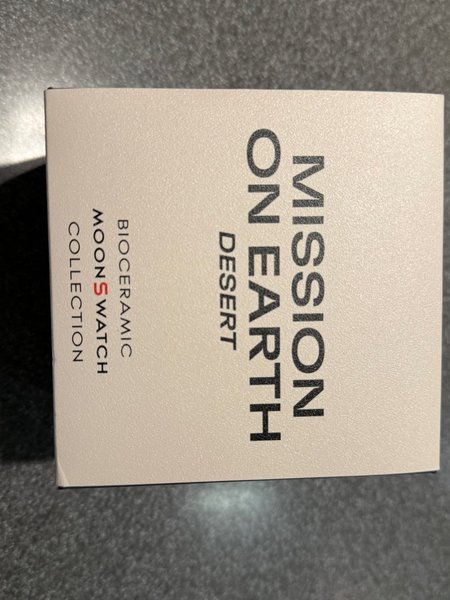 MISSION
ON EARTH
DESERT
BIOCERAMIC
MOONSWATCH
COLLECTION